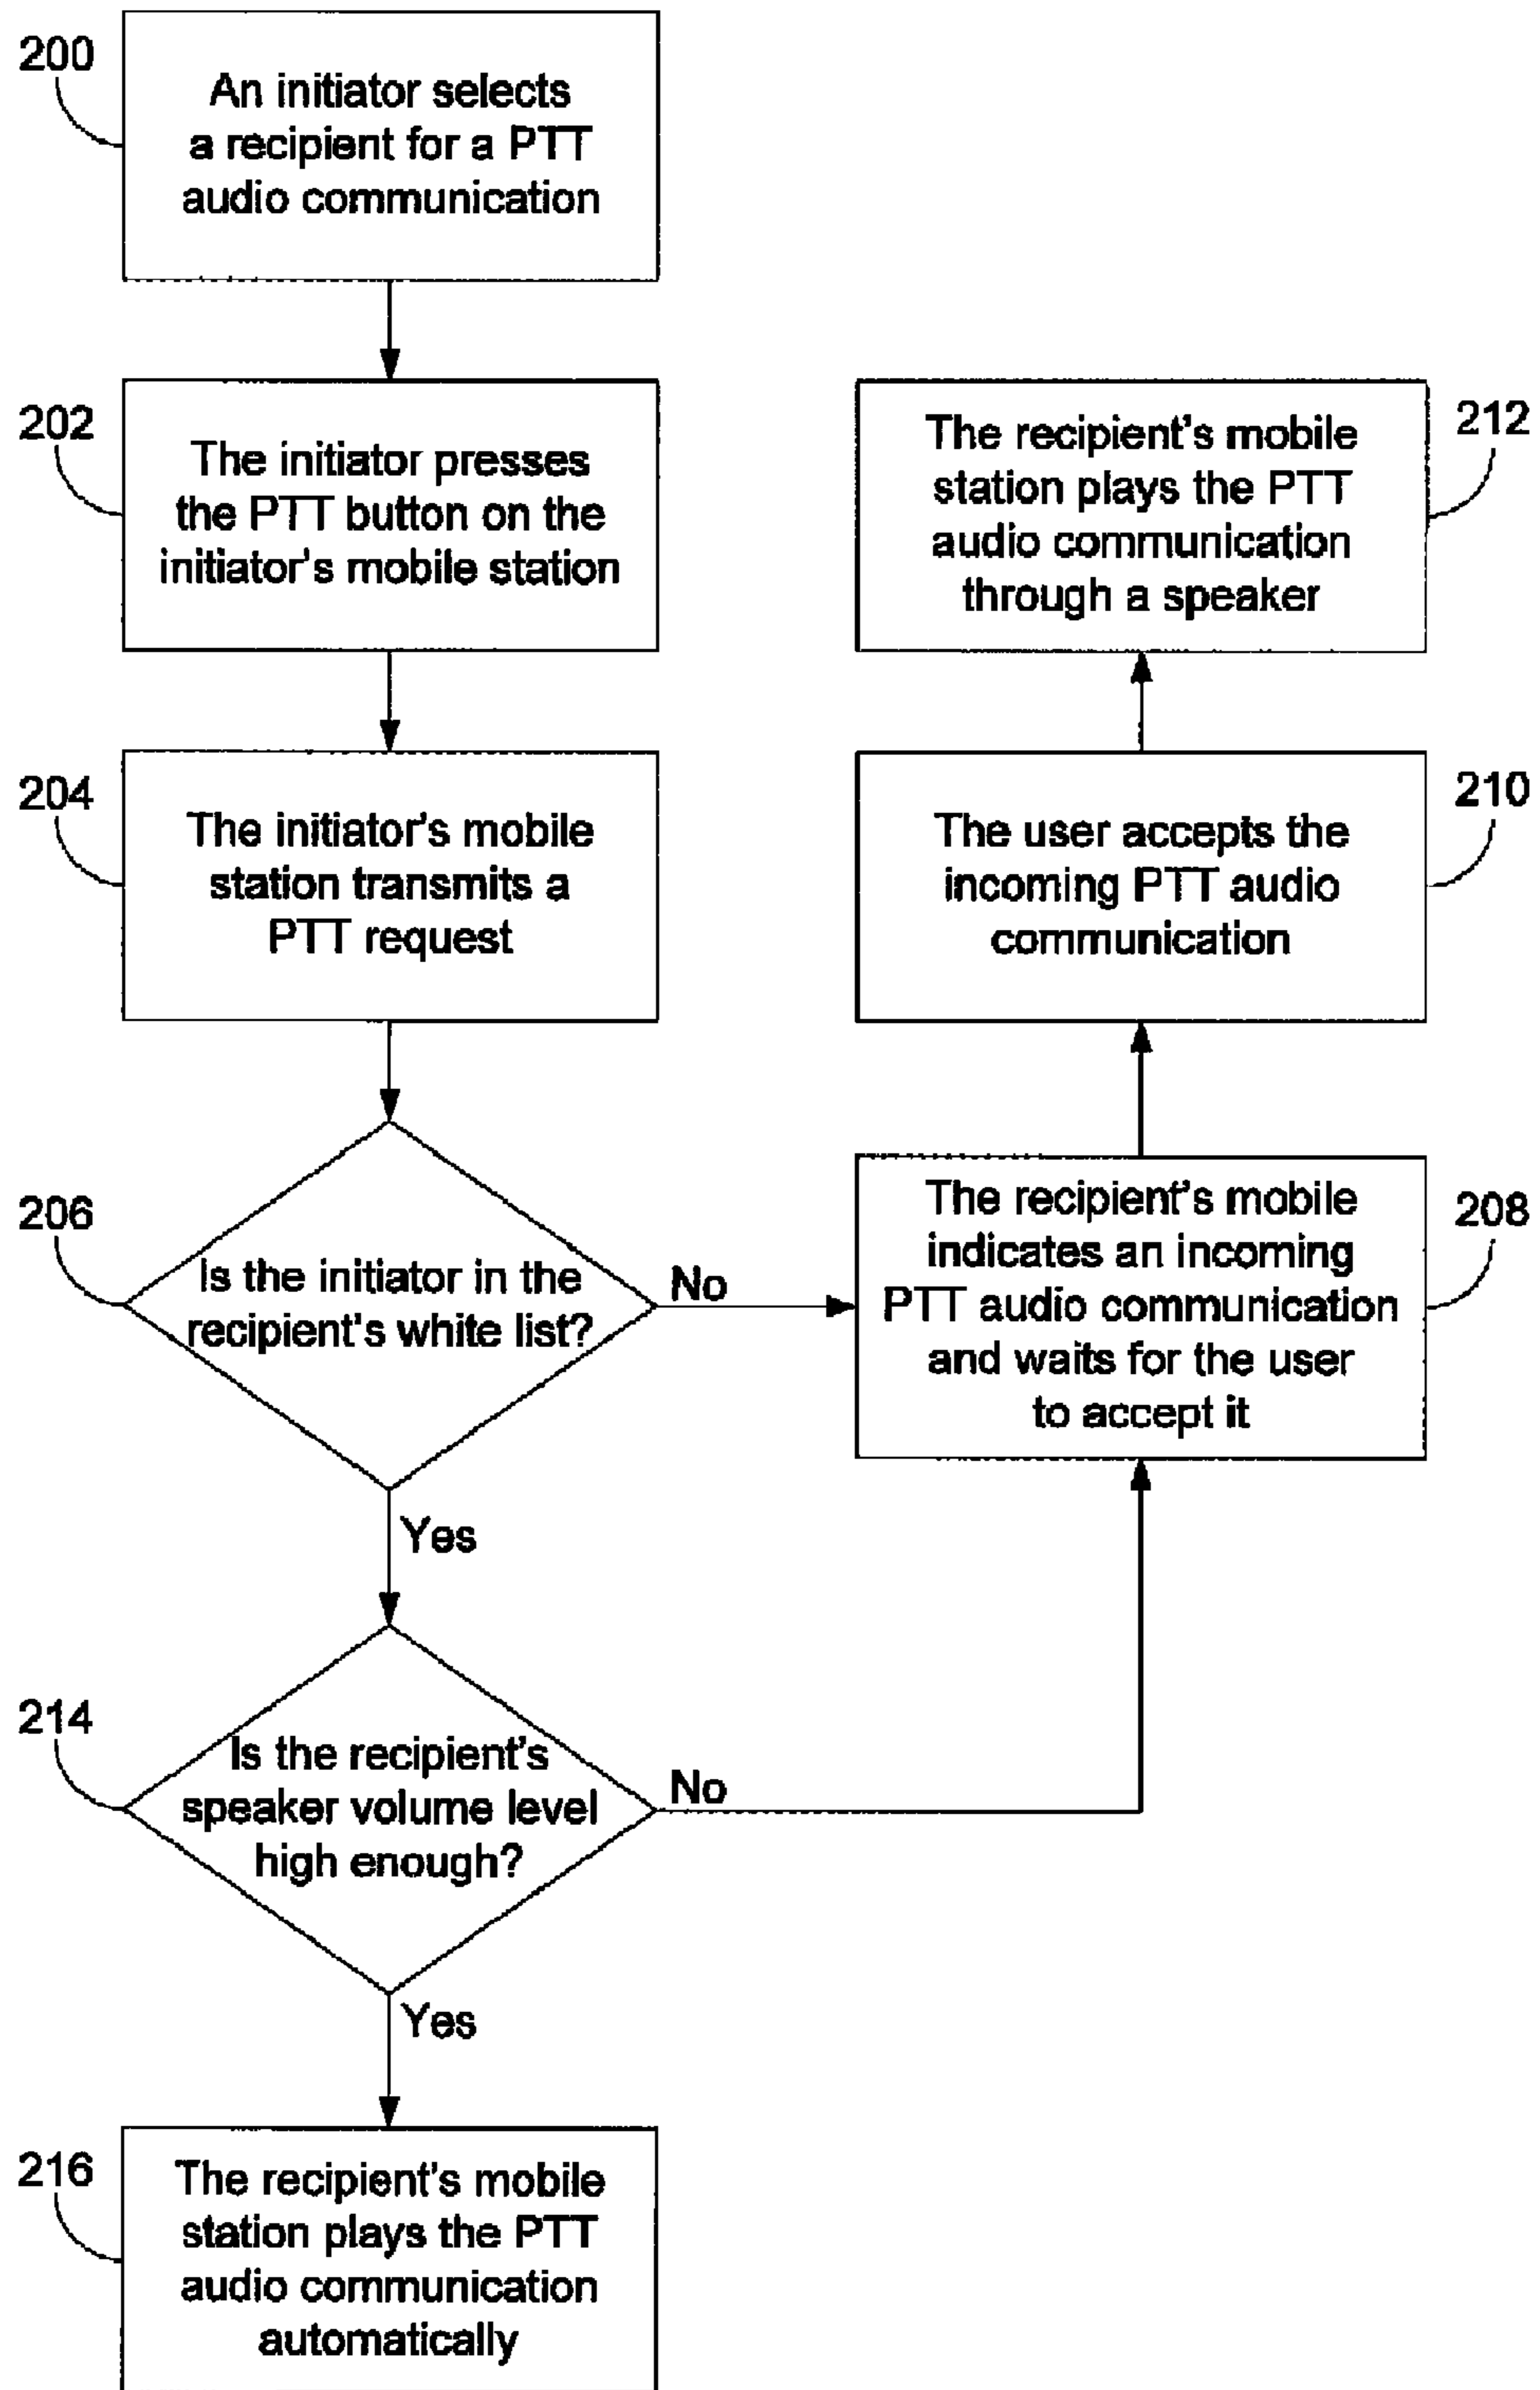 200
An initiator selects
a recipient for a PTT
audio communication
202
The initiator presses
the PTT button on the
initiator's mobile station
212
The recipient's mobile
station plays the PTT
audio communication
through a speaker
204
The initiator's mobile
station transmits a
PTT request
210
The user accepts the
incoming PTT audio
communication
206
Is the initiator in the
recipient's white list?
No
Yes
208
The recipient's mobile
indicates an incoming
PTT audio communication
and waits for the user
to accept it
214
Is the recipient's
speaker volume level
high enough?
No
Yes
216
The recipient's mobile
station plays the PTT
audio communication
automatically